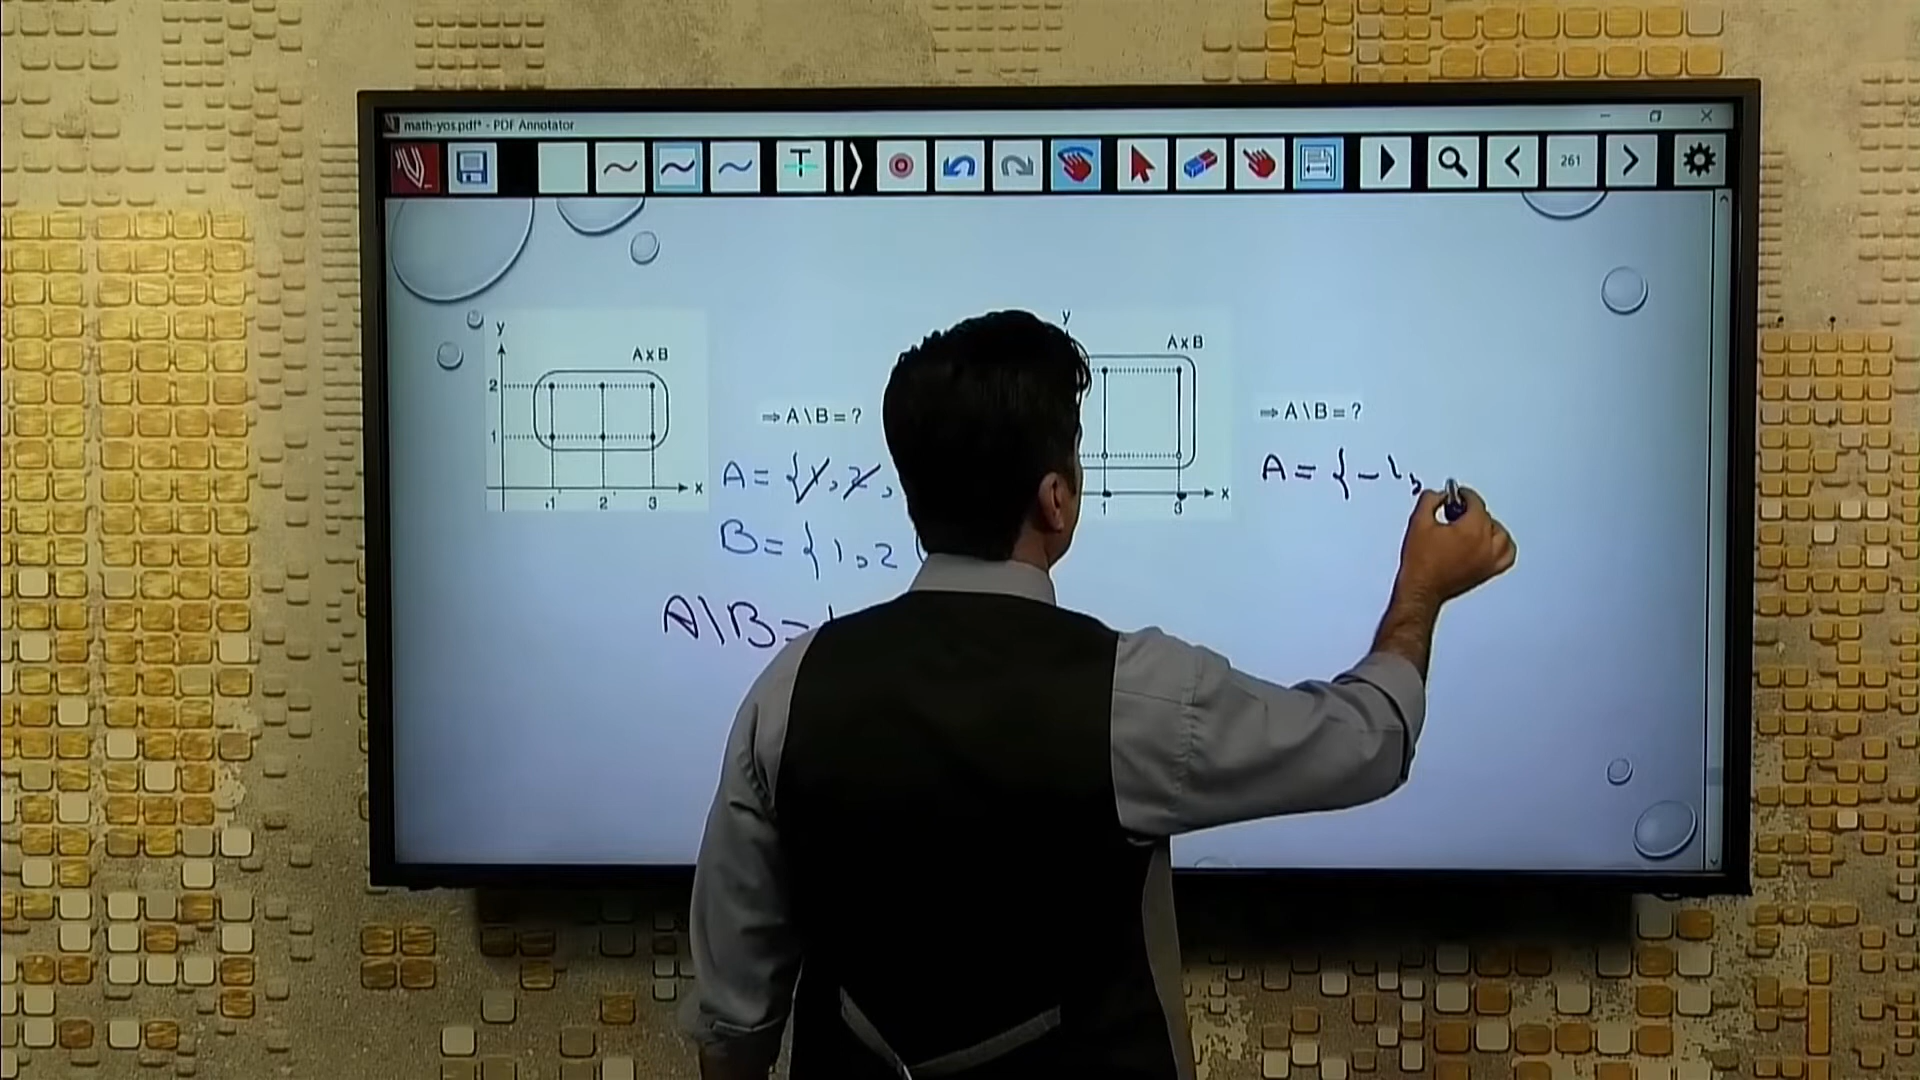 math-yos.pdf* - PDF Annotator
261
y
A x B
2
1
1 2 3 x
⇒ A \ B = ?
A = {1, 2,
B = {1, 2
A\B =
y
A x B
1 3 x
⇒ A \ B = ?
A = {-1,